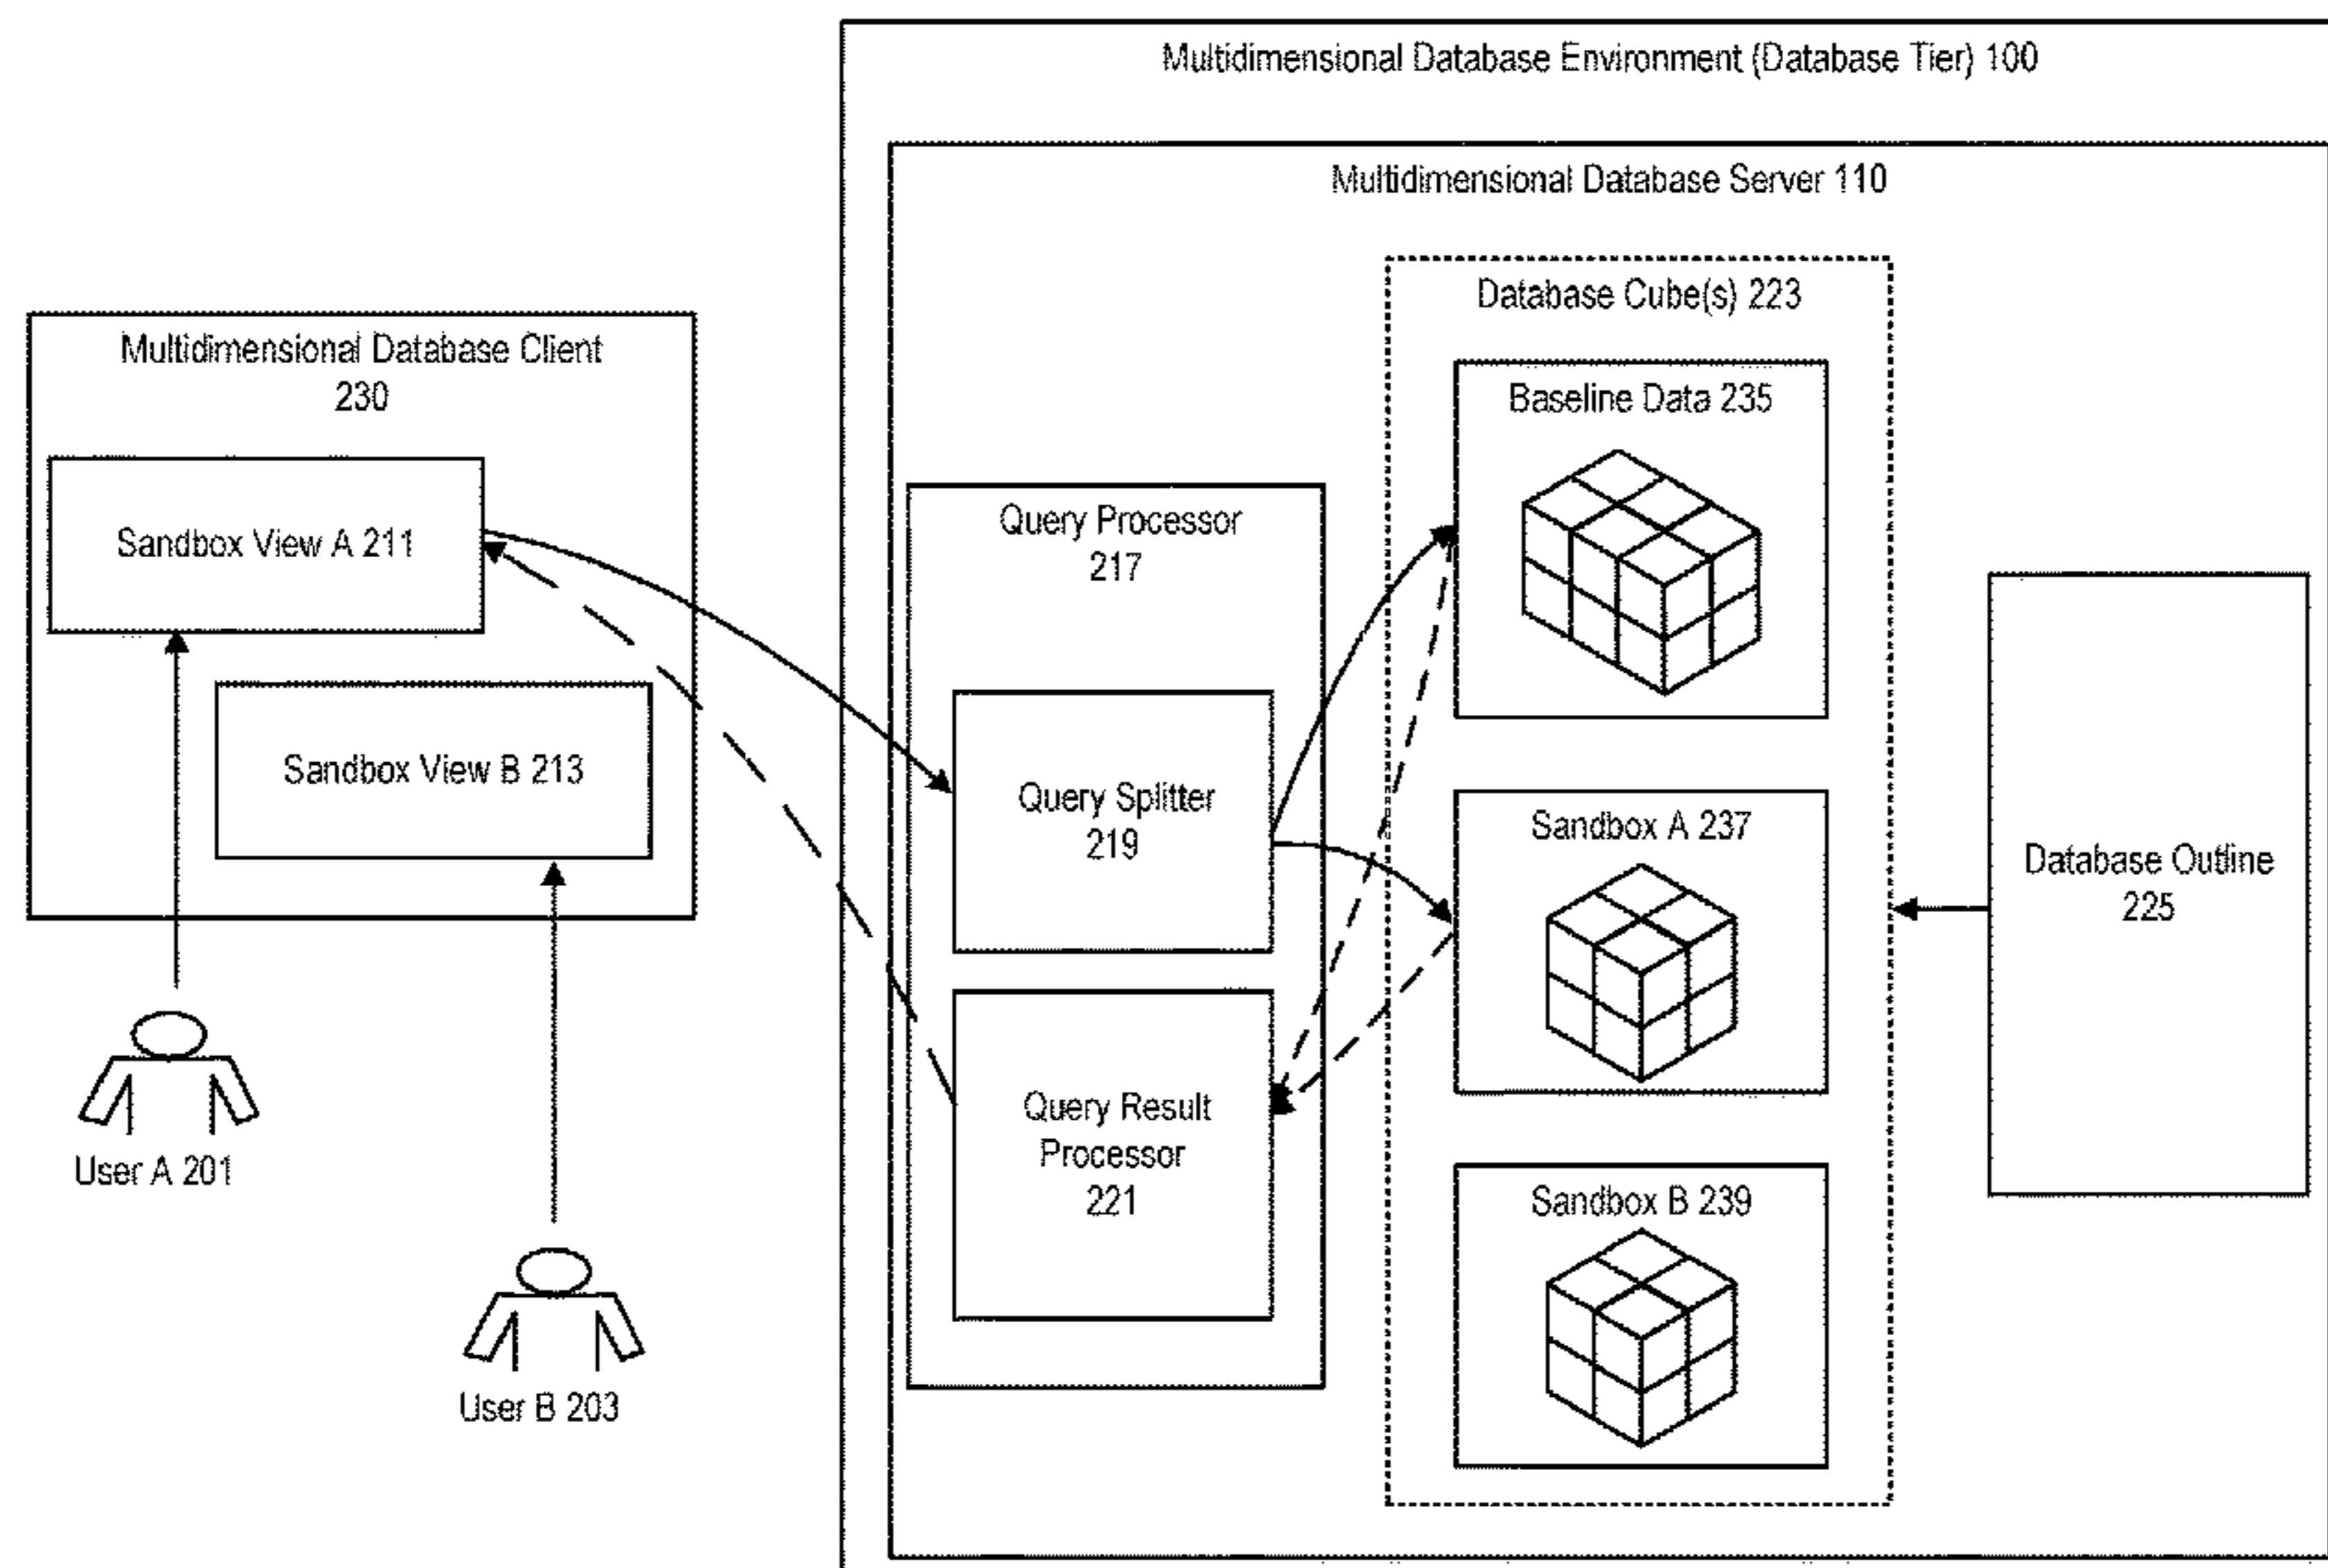 Multidimensional Database Environment (Database Tier) 100
Multidimensional Database Server 110
Database Cube(s) 223
Multidimensional Database Client
230
Baseline Data 235
Sandbox View A 211
Query Processor
217
Sandbox View B 213
Query Splitter
219
Sandbox A 237
Database Outline
225
Query Result
Processor
221
User A 201
Sandbox B 239
User B 203